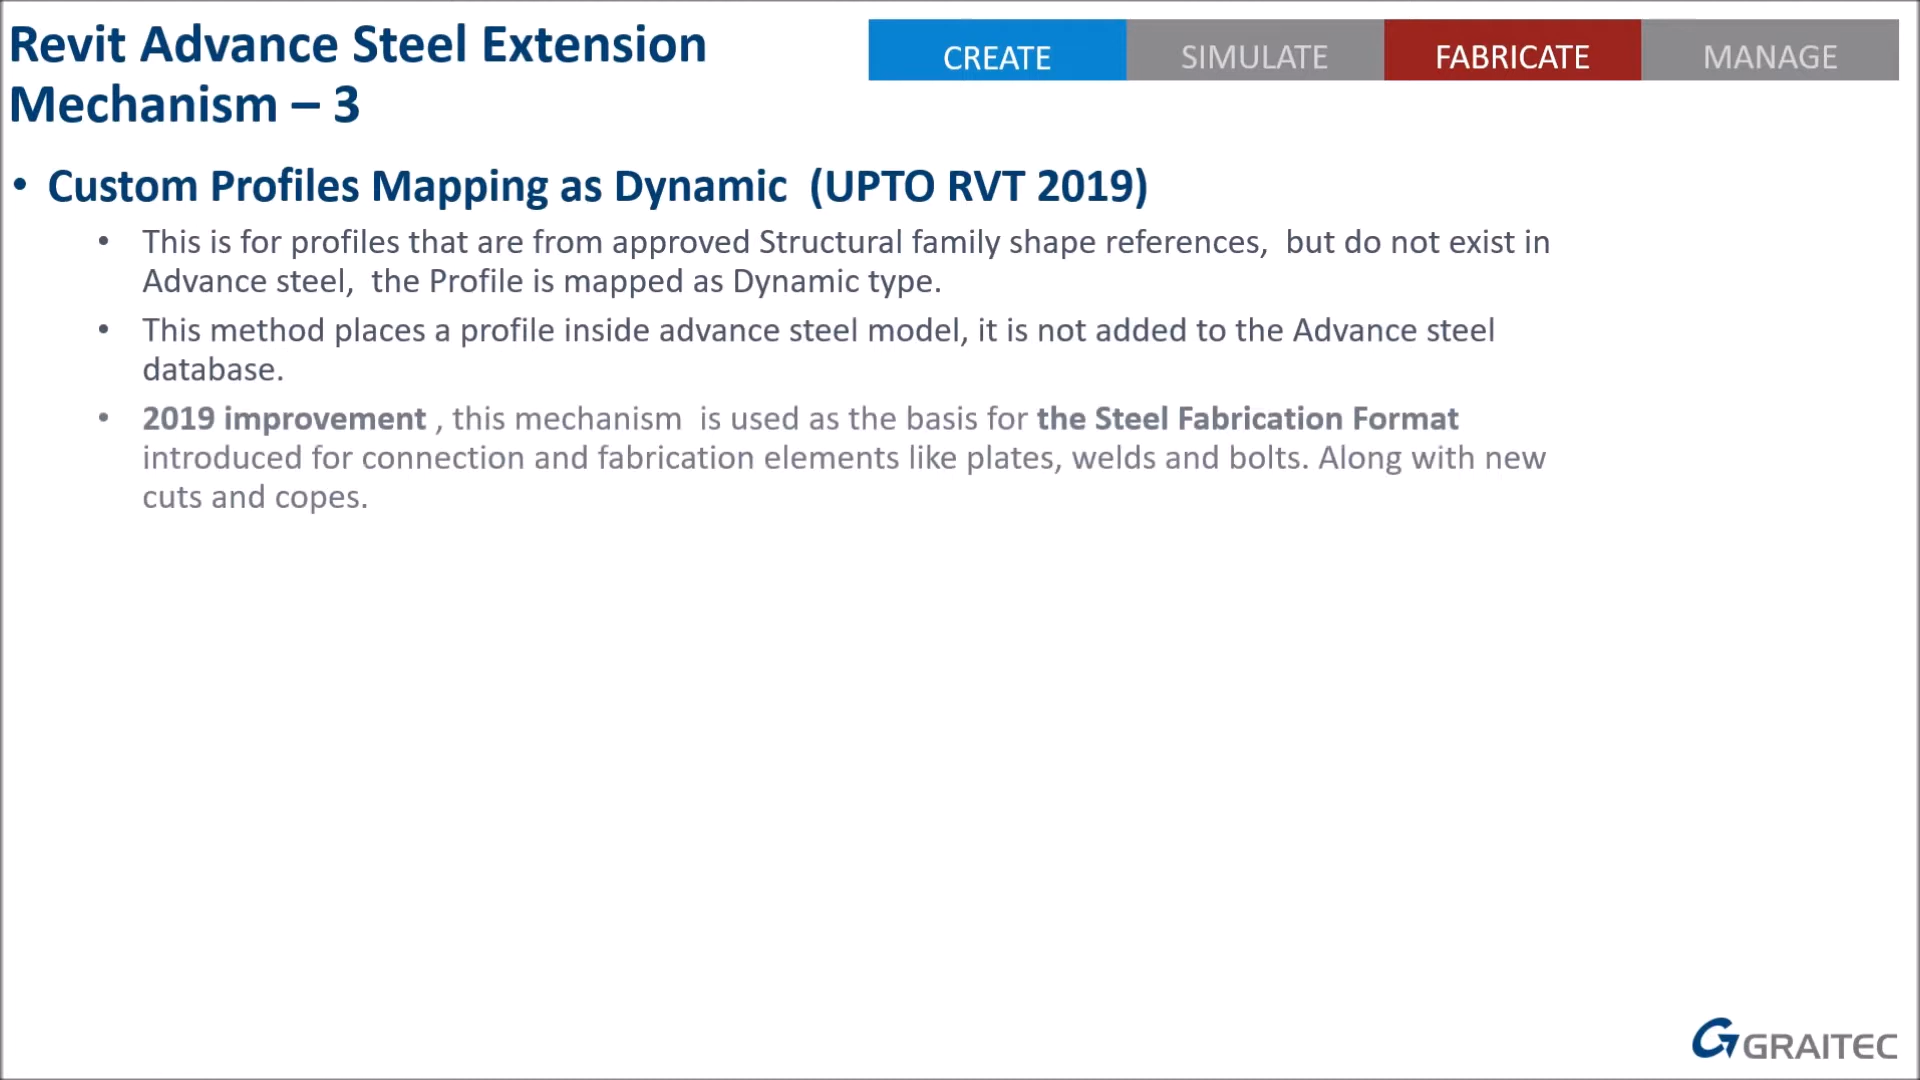 Revit Advance Steel Extension
Mechanism – 3
CREATE
SIMULATE
FABRICATE
MANAGE
• Custom Profiles Mapping as Dynamic  (UPTO RVT 2019)
• This is for profiles that are from approved Structural family shape references,  but do not exist in
Advance steel,  the Profile is mapped as Dynamic type.
• This method places a profile inside advance steel model, it is not added to the Advance steel
database.
• 2019 improvement , this mechanism  is used as the basis for the Steel Fabrication Format
introduced for connection and fabrication elements like plates, welds and bolts. Along with new
cuts and copes.
GRAITEC